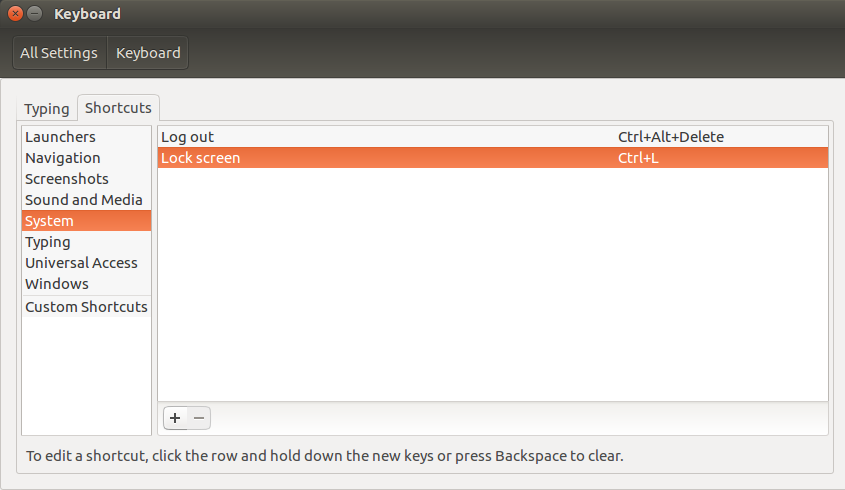 Keyboard
All Settings Keyboard
Typing Shortcuts
Launchers
Navigation
Screenshots
Sound and Media
System
Typing
Universal Access
Windows
Custom Shortcuts
Log out Ctrl+Alt+Delete
Lock screen Ctrl+L
To edit a shortcut, click the row and hold down the new keys or press Backspace to clear.